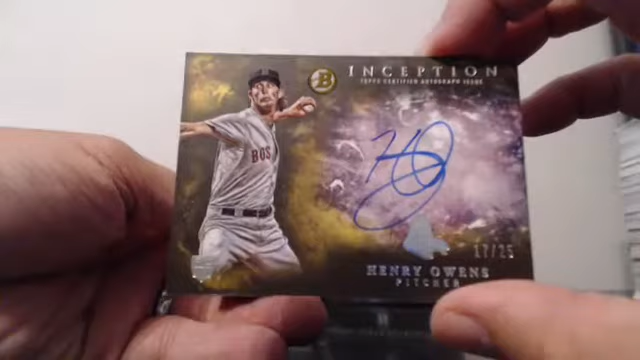 B
INCEPTION
TOPPS CERTIFIED AUTOGRAPH ISSUE
BOS
17/25
HENRY OWENS
PITCHER